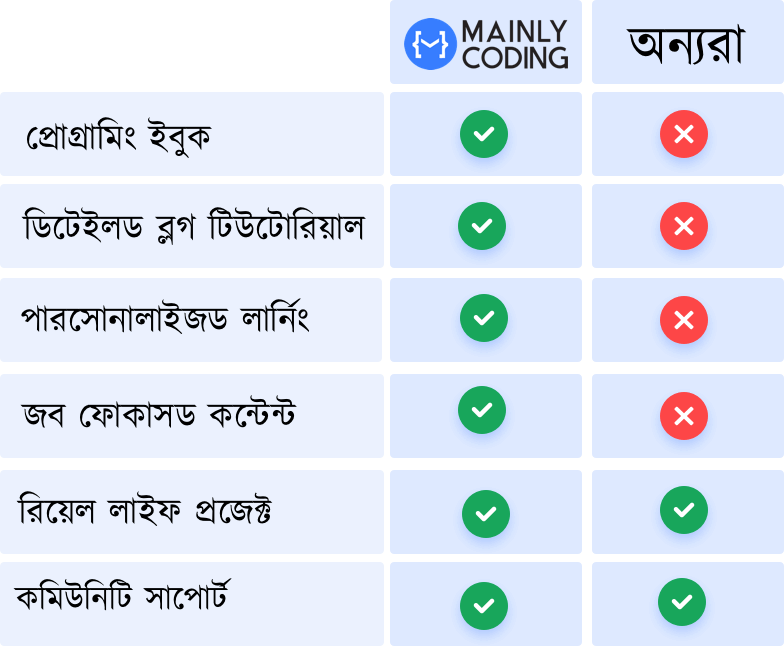 MAINLY
CODING
অন্যরা
প্রোগ্রামিং ইবুক
ডিটেইলড ব্লগ টিউটোরিয়াল
পারসোনালাইজড লার্নিং
জব ফোকাসড কন্টেন্ট
রিয়েল লাইফ প্রজেক্ট
কমিউনিটি সাপোর্ট